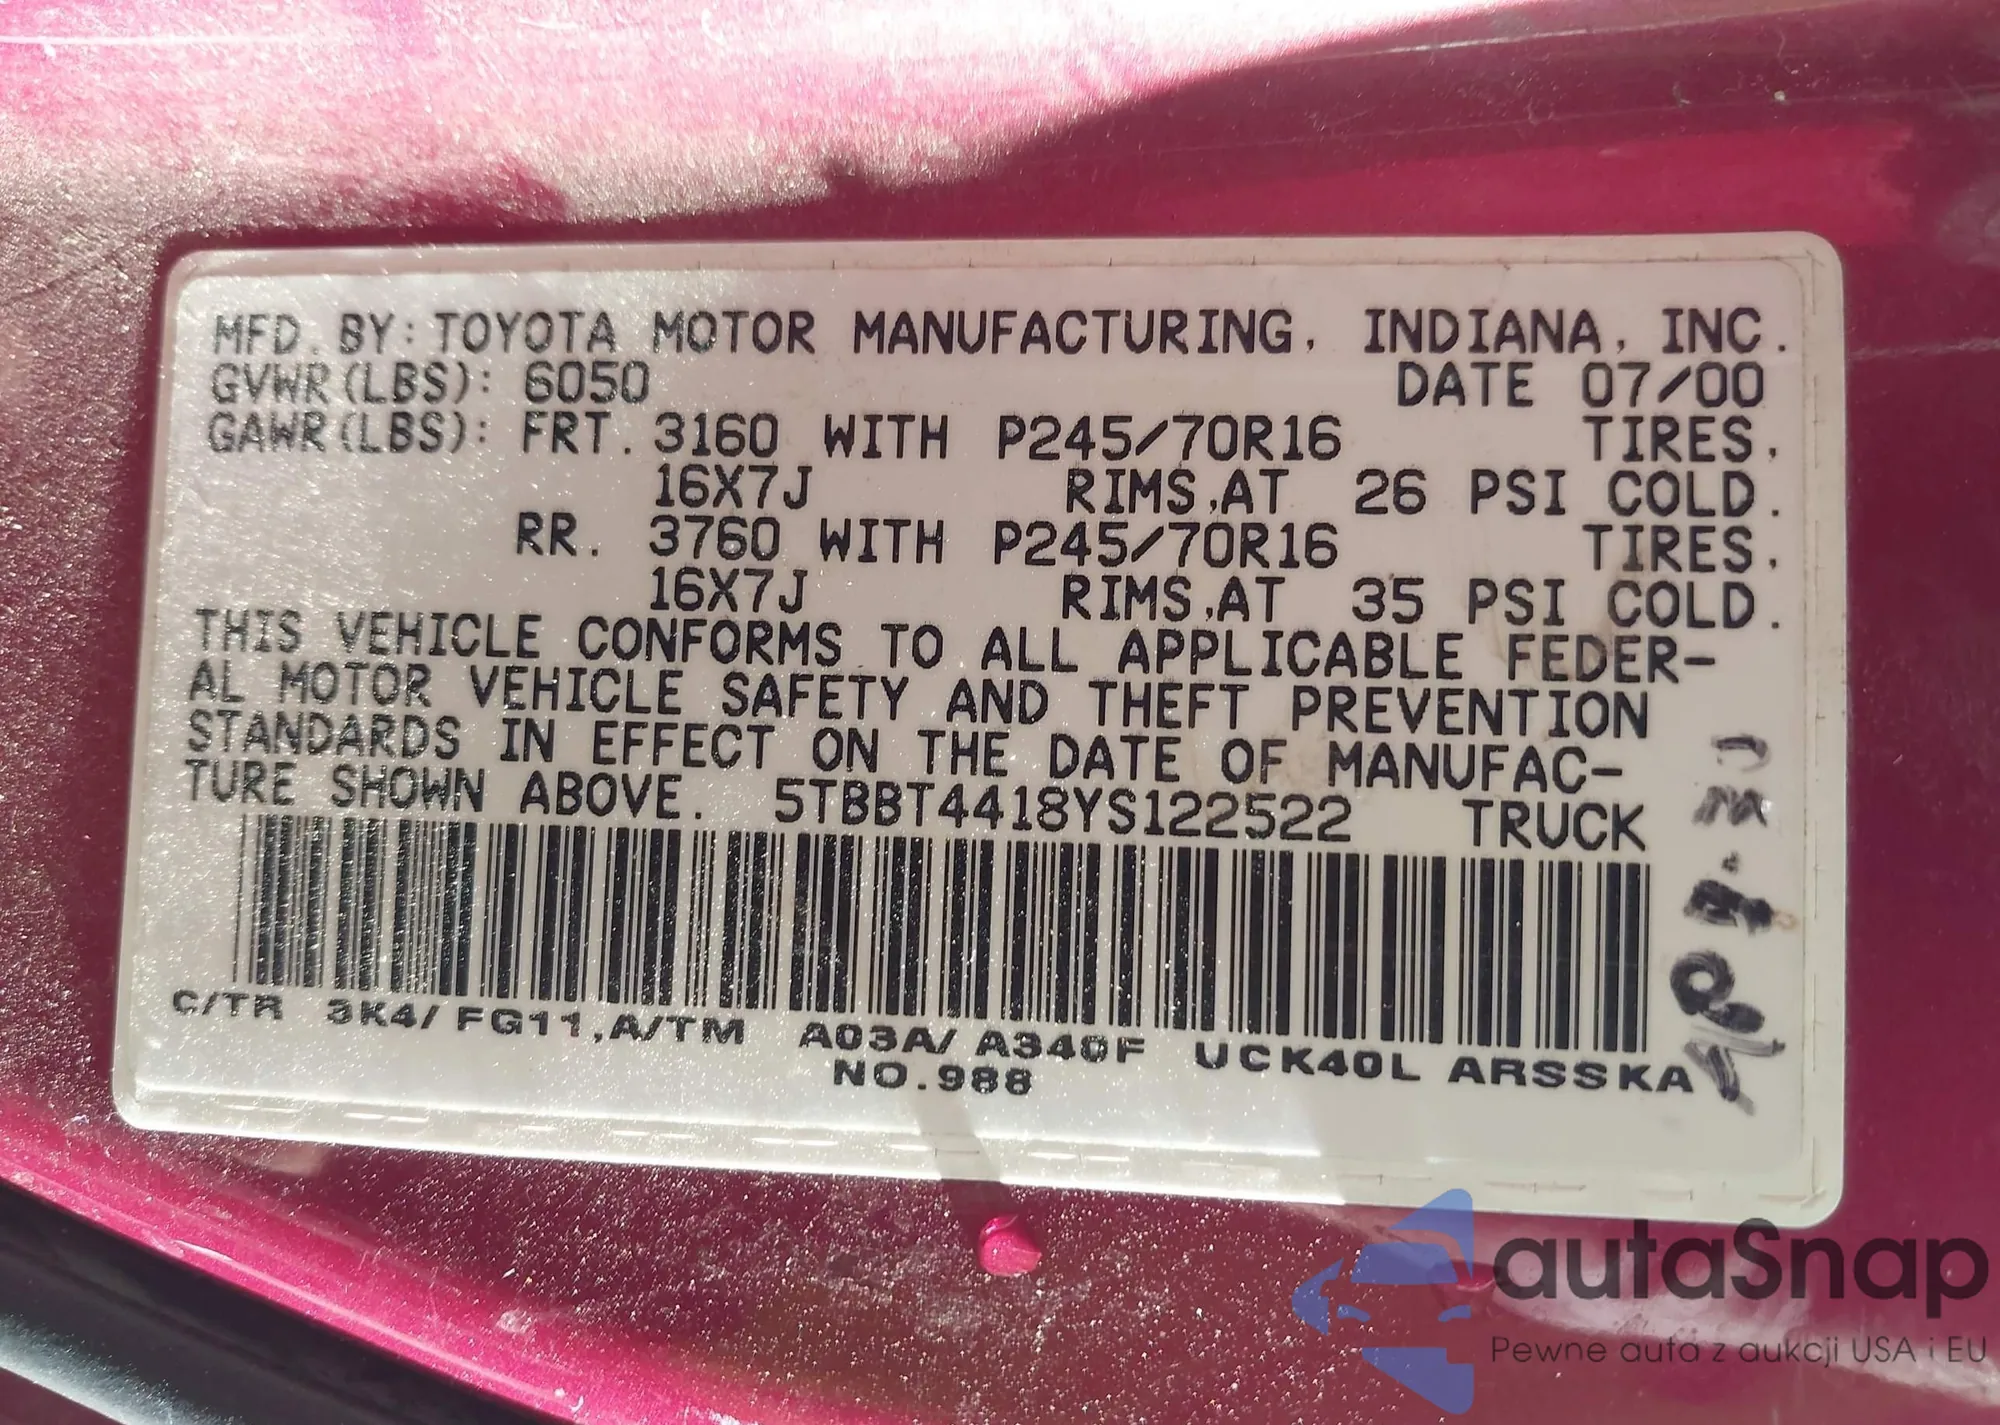 MFD. BY: TOYOTA MOTOR MANUFACTURING, INDIANA, INC.
GVWR(LBS): 6050 DATE 07/00
GAWR(LBS): FRT. 3160 WITH P245/70R16 TIRES,
16X7J RIMS,AT 26 PSI COLD.
RR. 3760 WITH P245/70R16 TIRES,
16X7J RIMS,AT 35 PSI COLD.
THIS VEHICLE CONFORMS TO ALL APPLICABLE FEDER-
AL MOTOR VEHICLE SAFETY AND THEFT PREVENTION
STANDARDS IN EFFECT ON THE DATE OF MANUFAC-
TURE SHOWN ABOVE. 5TBBT4418YS122522 TRUCK
C/TR 3K4/FG11,A/TM A03A/A340F UCK40L ARSSKA
NO.988
autaSnap
Pewne auta z aukcji USA i EU